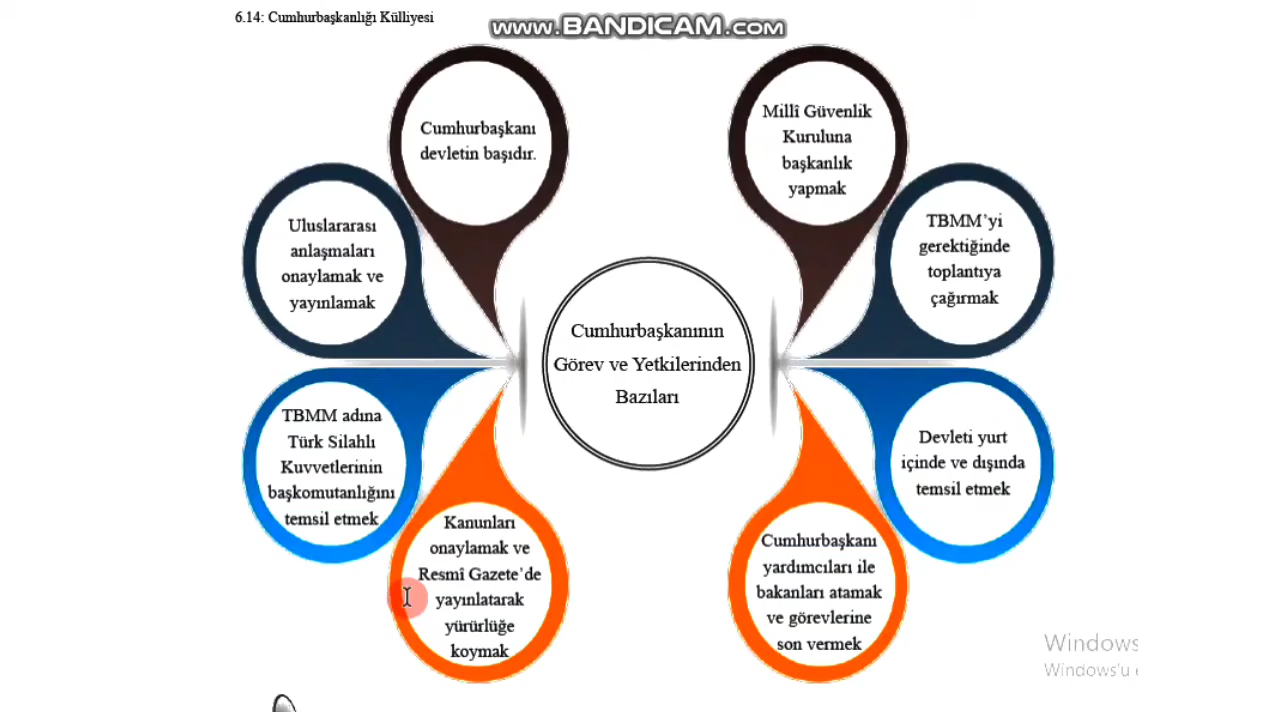 6.14: Cumhurbaşkanlığı Külliyesi
www.BANDICAM.com
Cumhurbaşkanı
devletin başıdır.
Millî Güvenlik
Kuruluna
başkanlık
yapmak
Uluslararası
anlaşmaları
onaylamak ve
yayınlamak
TBMM'yi
gerektiğinde
toplantıya
çağırmak
Cumhurbaşkanının
Görev ve Yetkilerinden
Bazıları
TBMM adına
Türk Silahlı
Kuvvetlerinin
başkomutanlığını
temsil etmek
Devleti yurt
içinde ve dışında
temsil etmek
Kanunları
onaylamak ve
Resmî Gazete'de
yayınlatarak
yürürlüğe
koymak
Cumhurbaşkanı
yardımcıları ile
bakanları atamak
ve görevlerine
son vermek
Windows
Windows'u